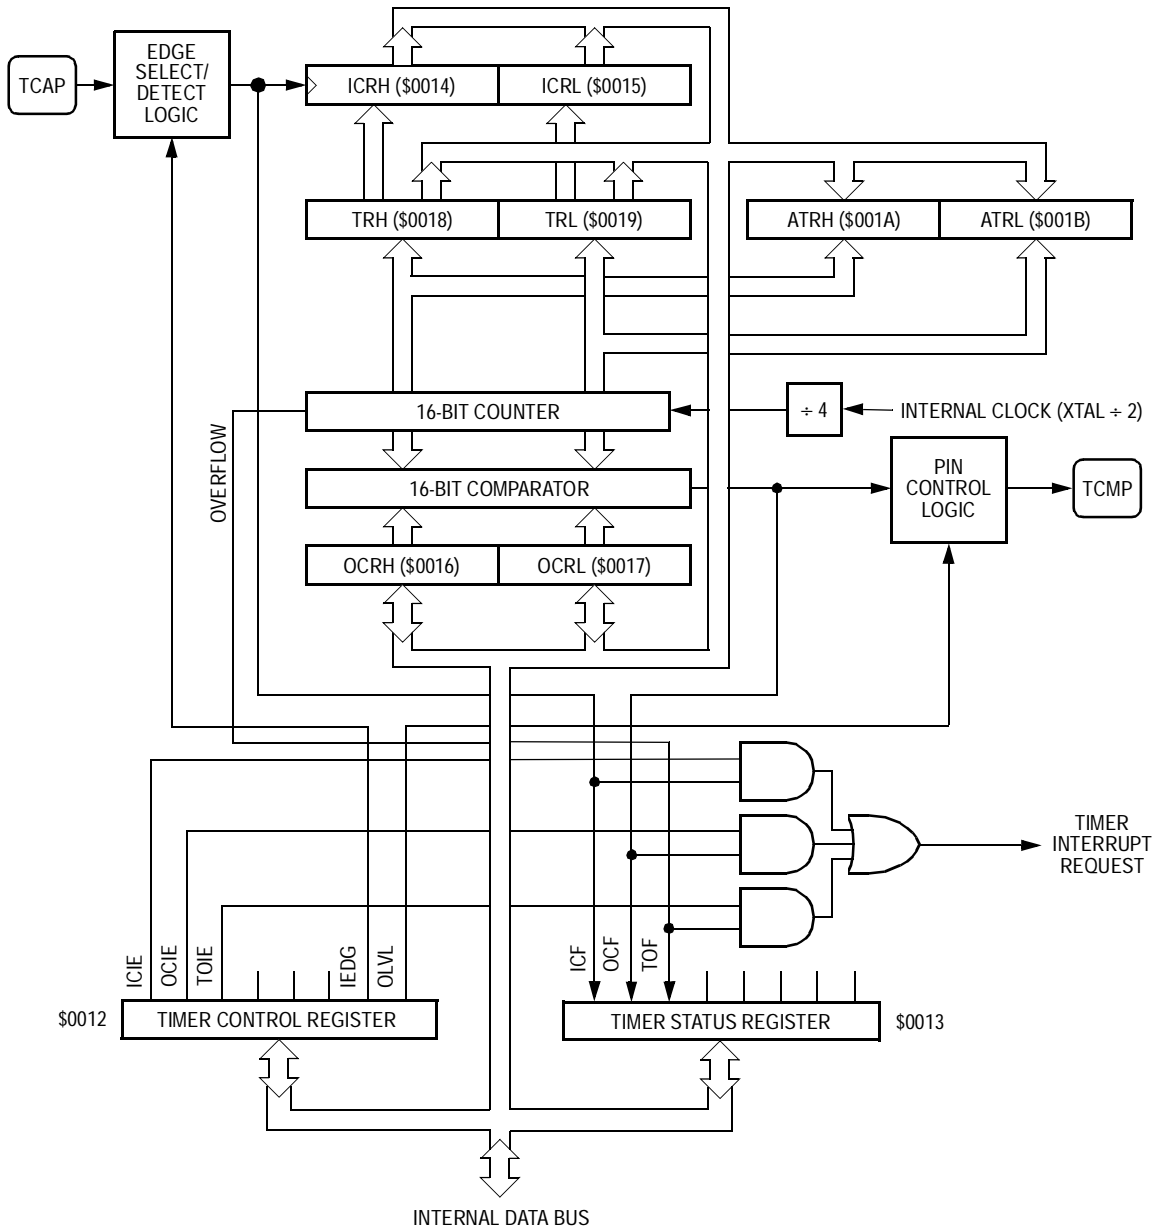 TCAP
EDGE
SELECT/
DETECT
LOGIC
ICRH ($0014)
ICRL ($0015)
TRH ($0018)
TRL ($0019)
ATRH ($001A)
ATRL ($001B)
16-BIT COUNTER
÷ 4
INTERNAL CLOCK (XTAL ÷ 2)
OVERFLOW
16-BIT COMPARATOR
PIN
CONTROL
LOGIC
TCMP
OCRH ($0016)
OCRL ($0017)
TIMER
INTERRUPT
REQUEST
ICIE
OCIE
TOIE
IEDG
OLVL
ICF
OCF
TOF
$0012
TIMER CONTROL REGISTER
TIMER STATUS REGISTER
$0013
INTERNAL DATA BUS